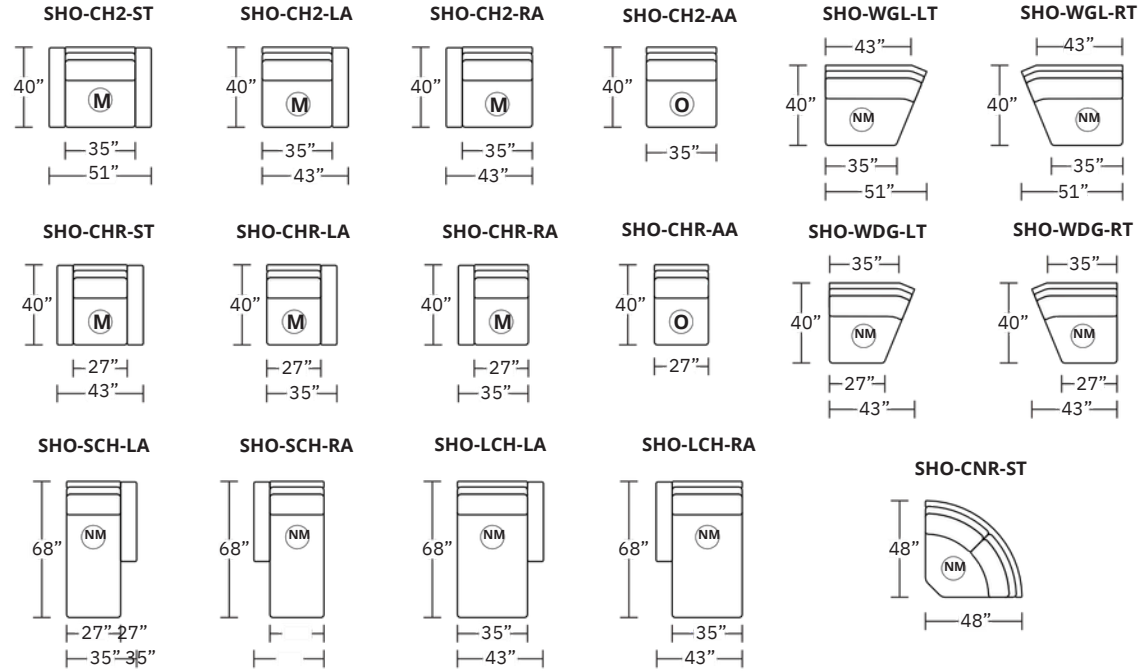 SHO-CH2-ST SHO-CH2-LA SHO-CH2-RA SHO-CH2-AA SHO-WGL-LT SHO-WGL-RT
43” 43”
40” 40” 40” 40” 40” 40”
M M M O NM NM
35” 35” 35” 35” 35” 35”
51” 43” 43” 51” 51”
SHO-CHR-ST SHO-CHR-LA SHO-CHR-RA SHO-CHR-AA SHO-WDG-LT SHO-WDG-RT
35” 35”
40” 40” 40” 40” 40” 40”
M M M O NM NM
27” 27” 27” 27” 27” 27”
43” 35” 35” 43” 43”
SHO-SCH-LA SHO-SCH-RA SHO-LCH-LA SHO-LCH-RA SHO-CNR-ST
68” 68” 68” 68” 48”
NM NM NM NM NM
27” 27” 35” 35” 48”
35” 35” 43” 43”